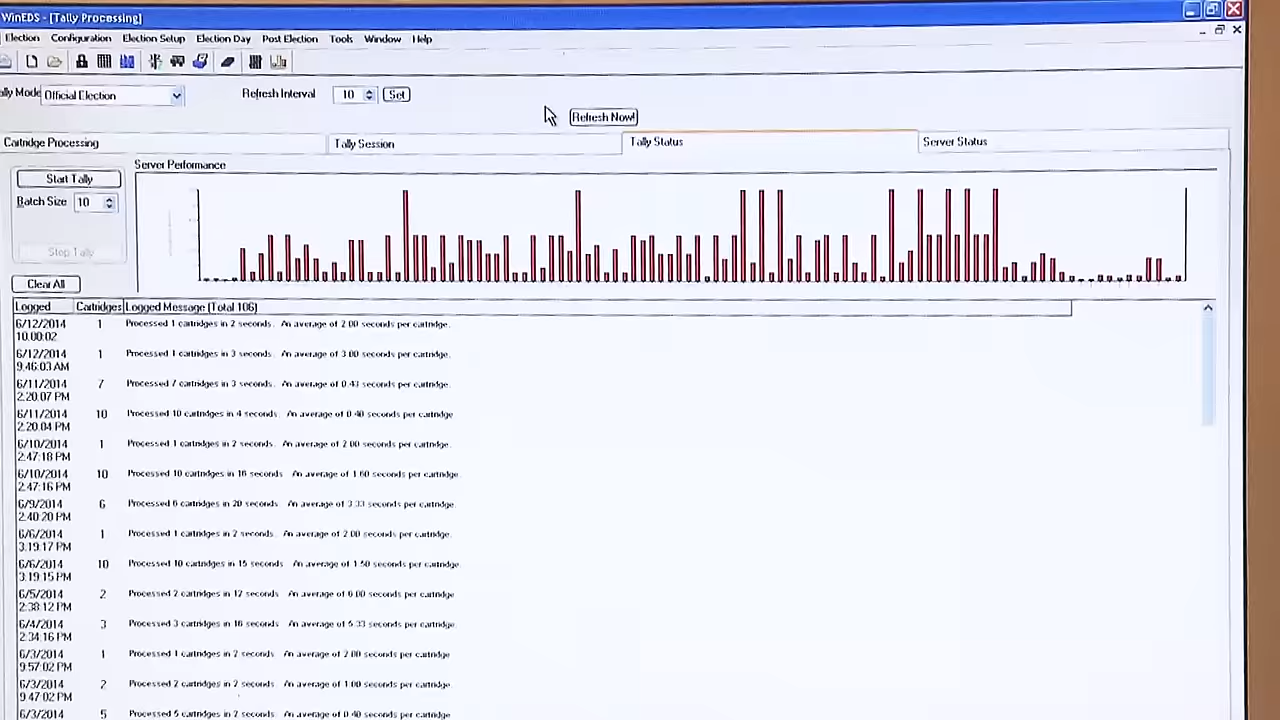 WinEDS - [Tally Processing]
Election Configuration Election Setup Election Day Post Election Tools Window Help
lly Mode Official Election Refresh Interval 10 Set
Refresh Now!
Cartridge Processing Tally Session Tally Status Server Status
Server Performance
Start Tally
Batch Size 10
Stop Tally
Clear All
Logged Cartridges Logged Message [Total 106]
6/12/2014 1 Processed 1 cartridges in 2 seconds. An average of 2.00 seconds per cartridge.
10:00:02
6/12/2014 1 Processed 1 cartridges in 3 seconds. An average of 3.00 seconds per cartridge.
9:46:03 AM
6/11/2014 7 Processed 7 cartridges in 3 seconds. An average of 0.43 seconds per cartridge.
2:20:07 PM
6/11/2014 10 Processed 10 cartridges in 4 seconds. An average of 0.40 seconds per cartridge.
2:20:04 PM
6/10/2014 1 Processed 1 cartridges in 2 seconds. An average of 2.00 seconds per cartridge.
2:47:18 PM
6/10/2014 10 Processed 10 cartridges in 16 seconds. An average of 1.60 seconds per cartridge.
2:47:16 PM
6/9/2014 6 Processed 6 cartridges in 20 seconds. An average of 3.33 seconds per cartridge.
2:40:20 PM
6/6/2014 1 Processed 1 cartridges in 2 seconds. An average of 2.00 seconds per cartridge.
3:19:17 PM
6/6/2014 10 Processed 10 cartridges in 15 seconds. An average of 1.50 seconds per cartridge.
3:19:15 PM
6/5/2014 2 Processed 2 cartridges in 12 seconds. An average of 6.00 seconds per cartridge.
2:38:12 PM
6/4/2014 3 Processed 3 cartridges in 16 seconds. An average of 5.33 seconds per cartridge.
2:34:16 PM
6/3/2014 1 Processed 1 cartridges in 2 seconds. An average of 2.00 seconds per cartridge.
9:57:02 PM
6/3/2014 2 Processed 2 cartridges in 2 seconds. An average of 1.00 seconds per cartridge.
9:47:02 PM
6/3/2014 5 Processed 5 cartridges in 2 seconds. An average of 0.40 seconds per cartridge.